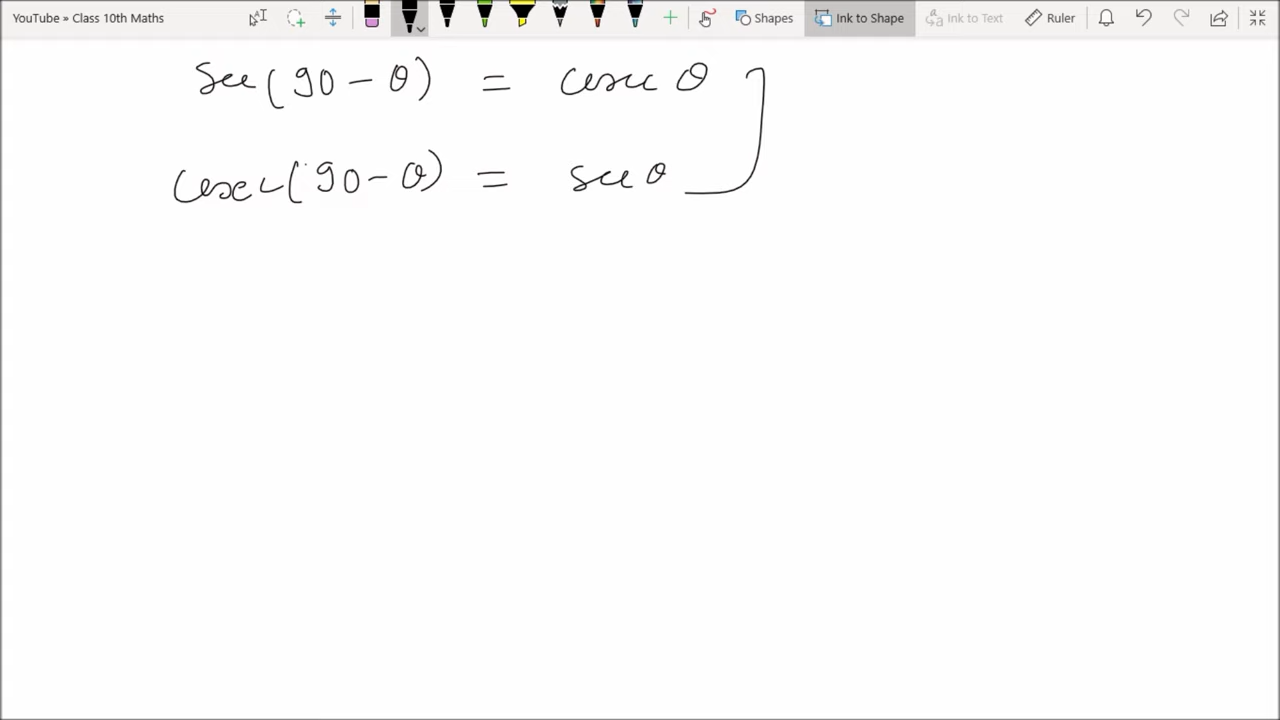 YouTube » Class 10th Maths
Shapes
Ink to Shape
Ink to Text
Ruler
sec(90-θ) = cosec θ
cosec(90-θ) = sec θ